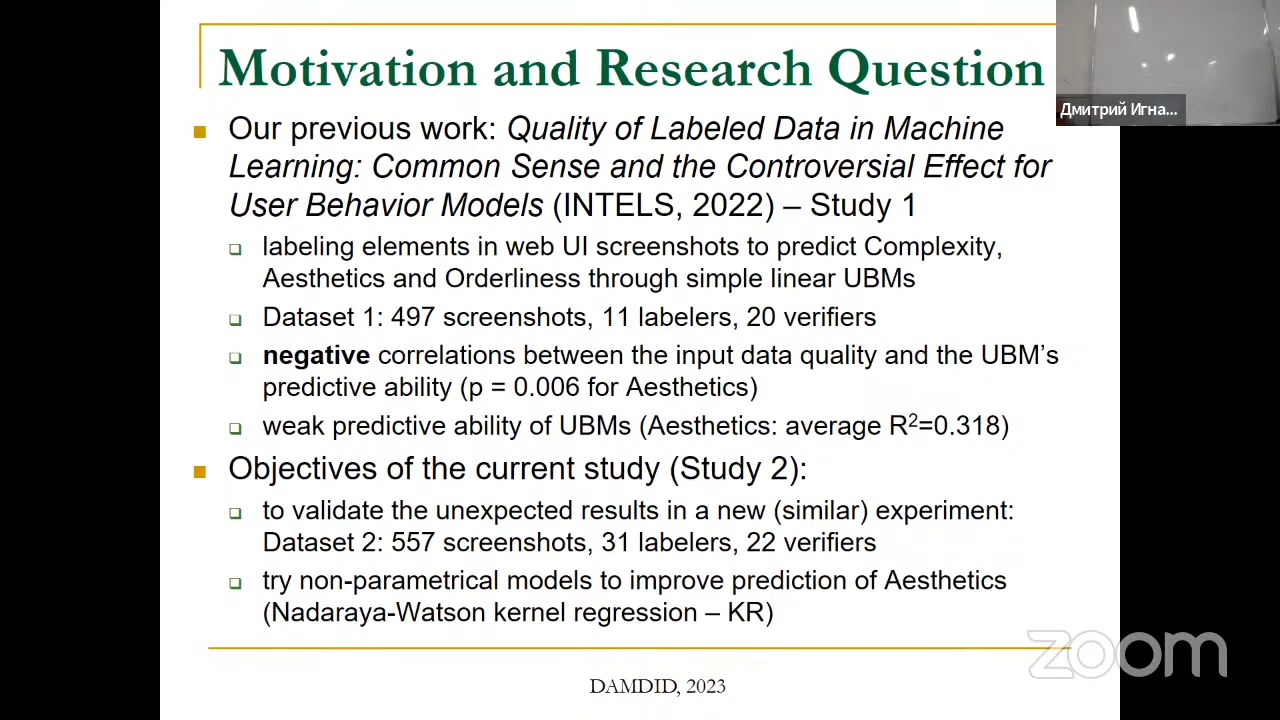 Motivation and Research Question
Дмитрий Игна...
Our previous work: Quality of Labeled Data in Machine
Learning: Common Sense and the Controversial Effect for
User Behavior Models (INTELS, 2022) – Study 1
labeling elements in web UI screenshots to predict Complexity,
Aesthetics and Orderliness through simple linear UBMs
Dataset 1: 497 screenshots, 11 labelers, 20 verifiers
negative correlations between the input data quality and the UBM’s
predictive ability (p = 0.006 for Aesthetics)
weak predictive ability of UBMs (Aesthetics: average R²=0.318)
Objectives of the current study (Study 2):
to validate the unexpected results in a new (similar) experiment:
Dataset 2: 557 screenshots, 31 labelers, 22 verifiers
try non-parametrical models to improve prediction of Aesthetics
(Nadaraya-Watson kernel regression – KR)
zoom
DAMDID, 2023